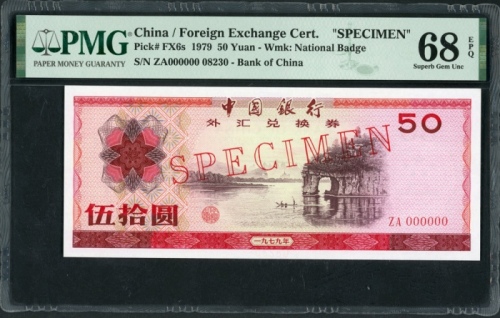 PMG
PAPER MONEY GUARANTY
China / Foreign Exchange Cert. "SPECIMEN"
Pick# FX6s 1979 50 Yuan - Wmk: National Badge
S/N ZA000000 08230 - Bank of China
68 EPQ
Superb Gem Unc
中国银行
外汇兑换券
50
SPECIMEN
伍拾圆
ZA 000000
一九七九年